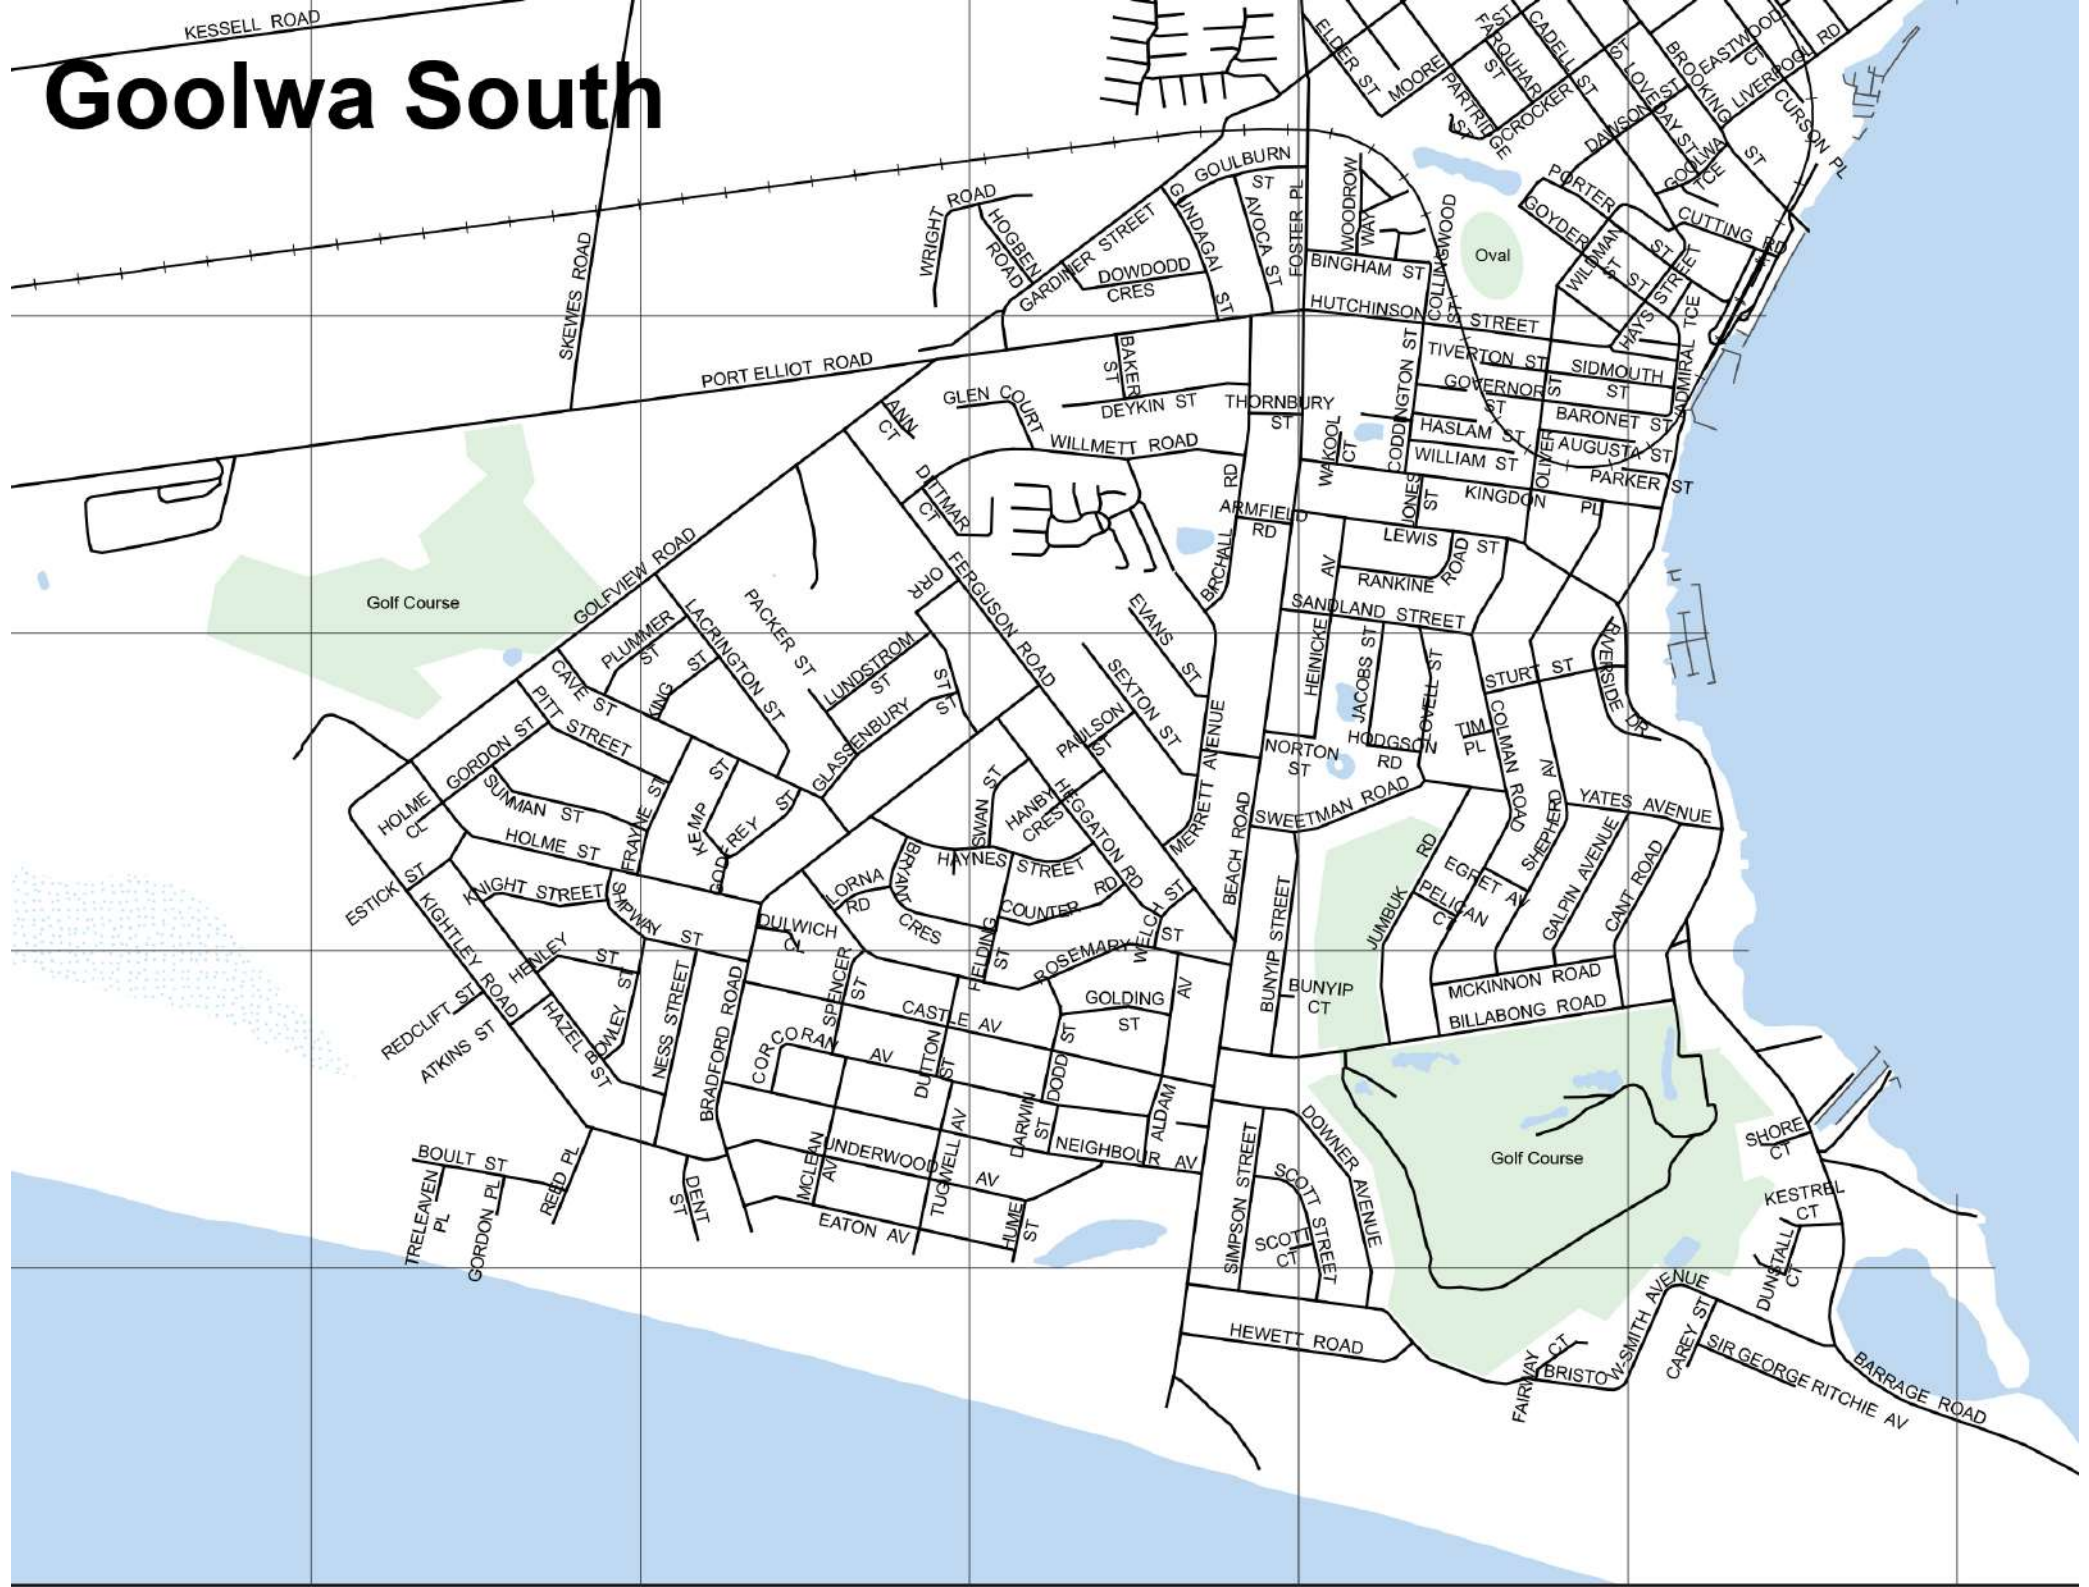 KESSELL ROAD
Goolwa South
ELDER ST
MOORE
ST
FARQUHAR
ST
CADELL ST
PARTRIDGE
ST
CROCKER
ST
LOVEDAY ST
BROOKING
ST
EASTWOOD
CT
LIVERPOOL RD
DAWSON ST
CURSON PL
GOOLWA
TCE
PORTER
ST
GOYDER
ST
WILDMAN
ST
CUTTING RD
HAYS STREET
ADMIRAL TCE
Oval
GOULBURN
ST
GUNDAGAI
ST
AVOCA ST
FOSTER PL
WOODROW
WAY
COLLINGWOOD
ST
BINGHAM ST
HUTCHINSON STREET
WRIGHT ROAD
HOGBEN
ROAD
GARDINER STREET
DOWDODD
CRES
SKEWES ROAD
PORT ELLIOT ROAD
BAKER
ST
DEYKIN ST
GLEN COURT
ANN
CT
WILLMETT ROAD
THORNBURY
ST
DITTMAR
CT
TIVERTON ST
SIDMOUTH
ST
GOVERNOR
ST
BARONET ST
HASLAM ST
AUGUSTA ST
WILLIAM ST
PARKER ST
OLIVER
ST
CODDINGTON ST
WAKOOL
CT
JONES
ST
KINGDON
PL
ARMFIELD
RD
BIRCHALL
RD
LEWIS
ST
RANKINE
ROAD
SANDLAND STREET
HEINICKE
AV
JACOBS ST
LOVELL ST
STURT ST
RIVERSIDE DR
TIM
PL
HODGSON
RD
NORTON
ST
SWEETMAN ROAD
COLMAN ROAD
SHEPHERD AV
YATES AVENUE
GALPIN AVENUE
CANT ROAD
EGRET AV
PELICAN
CT
JUMBUK
RD
MCKINNON ROAD
BILLABONG ROAD
BUNYIP STREET
BUNYIP
CT
BEACH ROAD
MERRETT AVENUE
EVANS
ST
SEXTON ST
PAULSON
ST
FERGUSON ROAD
ORR
ST
GOLFVIEW ROAD
Golf Course
PLUMMER
ST
LACRINGTON ST
PACKER ST
KING
ST
CAVE ST
PITT STREET
LUNDSTROM
ST
GLASSENBURY
ST
GORDON ST
SUMMAN ST
HOLME
CL
HOLME ST
FRAYNE ST
KEMP
ST
GODFREY
ST
ESTICK ST
KNIGHT STREET
SHIPWAY
ST
KIGHTLEY ROAD
HENLEY
ST
HAZEL ST
BOWLEY
ST
NESS STREET
BRADFORD ROAD
REDCLIFT ST
ATKINS ST
SWAN
ST
HANBY
CRES
HEGGATON RD
HAYNES STREET
LORNA
RD
BRYANT
CRES
COUNTER
RD
WELCH
ST
FIELDING
ST
ROSEMARY
ST
DULWICH
CL
SPENCER
ST
CASTLE AV
GOLDING
ST
CORCORAN
AV
DUTTON
ST
DODD
ST
ALDAM
AV
DARWIN
ST
NEIGHBOUR AV
UNDERWOOD
AV
MCLEAN
AV
TUGWELL AV
EATON AV
HUME
ST
DENT
ST
BOULT ST
REED PL
TRELEAVEN
PL
GORDON PL
SIMPSON STREET
DOWNER AVENUE
SCOTT STREET
SCOTT
CT
HEWETT ROAD
Golf Course
SHORE
CT
KESTREL
CT
DUNSTALL
CT
FAIRWAY
CT
BRISTOW-SMITH AVENUE
CAREY ST
SIR GEORGE RITCHIE AV
BARRAGE ROAD